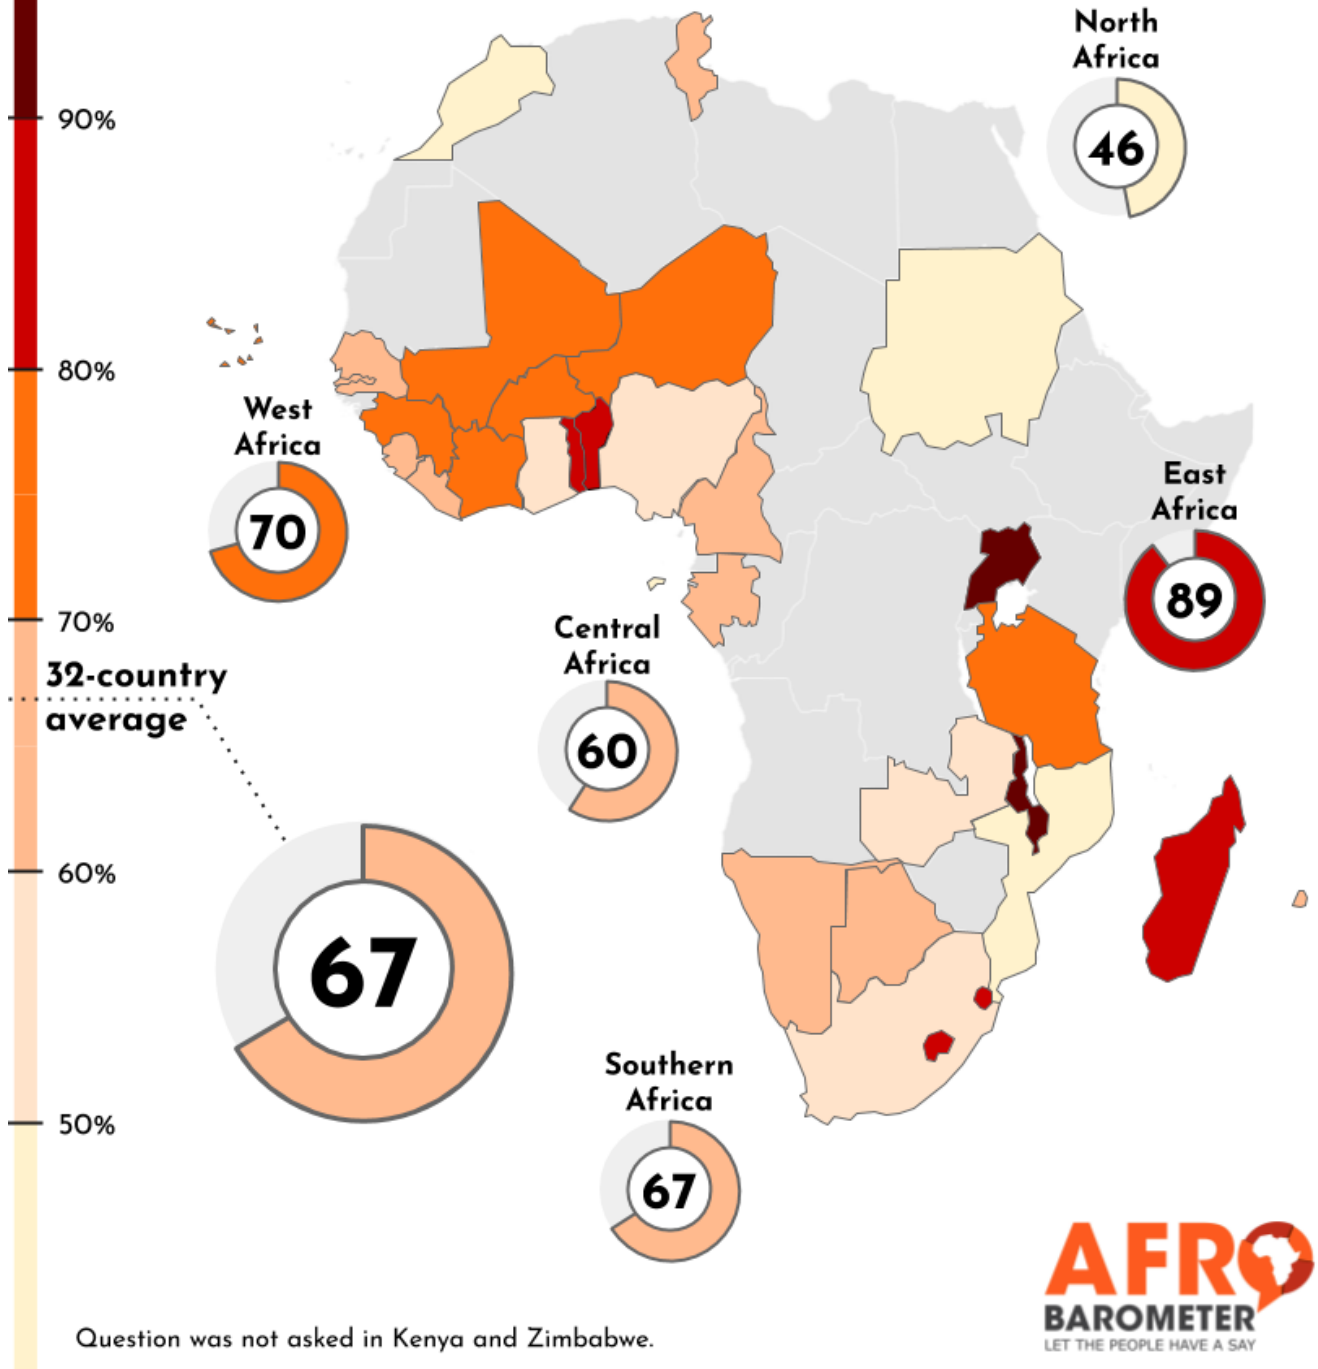 North
Africa
46
90%
80%
West
Africa
70
East
Africa
89
70%
Central
Africa
60
32-country
average
67
60%
50%
Southern
Africa
67
Question was not asked in Kenya and Zimbabwe.
AFRO
BAROMETER
LET THE PEOPLE HAVE A SAY